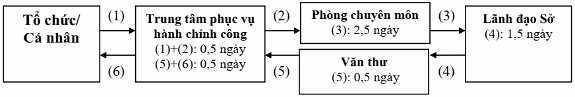 Tổ chức/
Cá nhân
(1)
(6)
Trung tâm phục vụ
hành chính công
(1)+(2): 0,5 ngày
(5)+(6): 0,5 ngày
(2)
(5)
Phòng chuyên môn
(3): 2,5 ngày
Văn thư
(5): 0,5 ngày
(3)
(4)
Lãnh đạo Sở
(4): 1,5 ngày